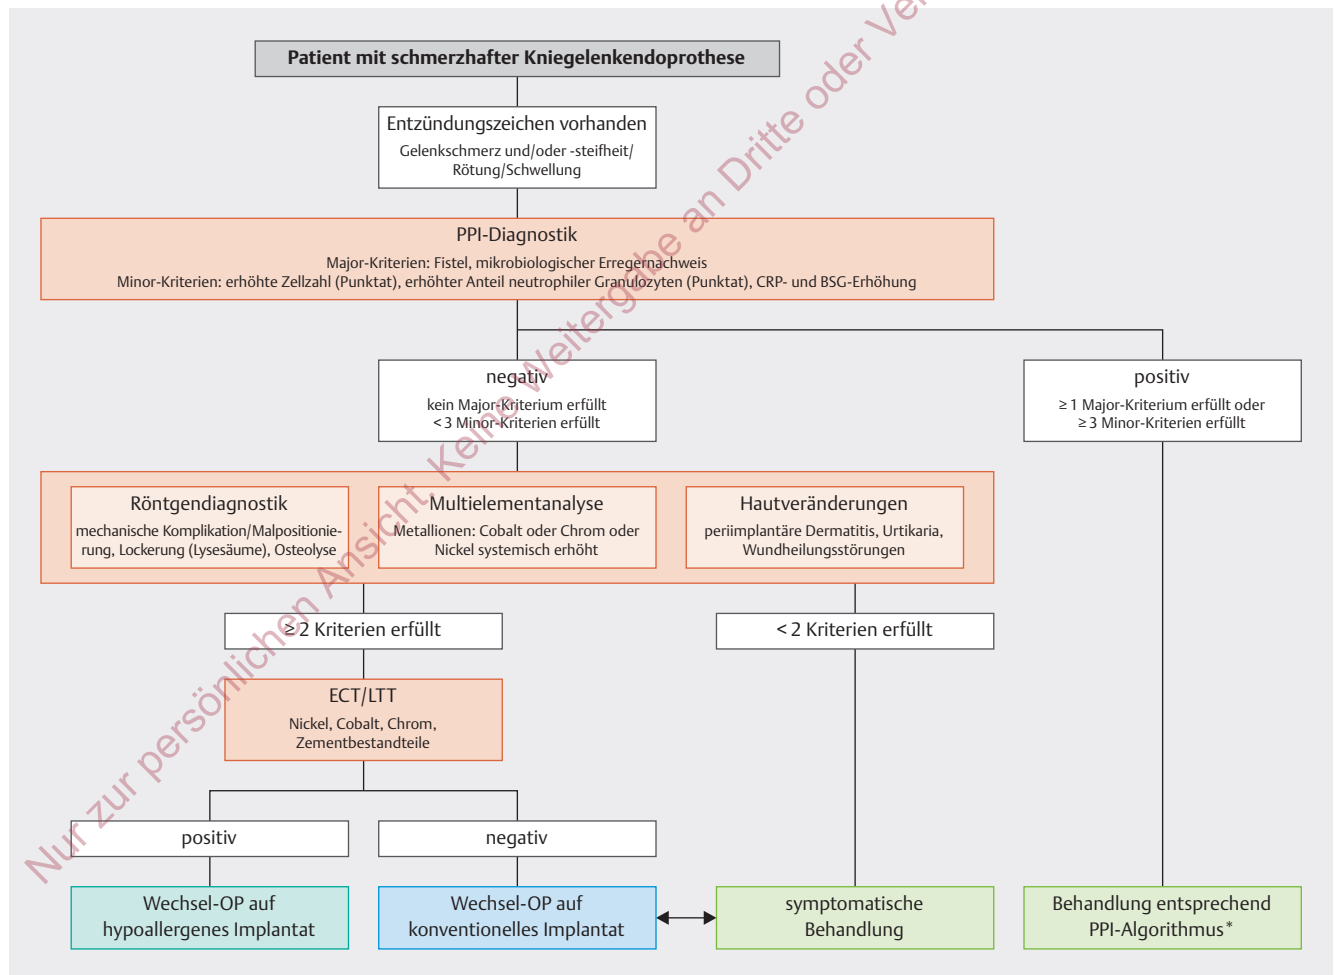 Patient mit schmerzhafter Kniegelenkendoprothese
Entzündungszeichen vorhanden
Gelenkschmerz und/oder -steifheit/
Rötung/Schwellung
PPI-Diagnostik
Major-Kriterien: Fistel, mikrobiologischer Erregernachweis
Minor-Kriterien: erhöhte Zellzahl (Punktat), erhöhter Anteil neutrophiler Granulozyten (Punktat), CRP- und BSG-Erhöhung
negativ
kein Major-Kriterium erfüllt
< 3 Minor-Kriterien erfüllt
positiv
≥ 1 Major-Kriterium erfüllt oder
≥ 3 Minor-Kriterien erfüllt
Röntgendiagnostik
mechanische Komplikation/Malpositionie-
rung, Lockerung (Lysesäume), Osteolyse
Multielementanalyse
Metallionen: Cobalt oder Chrom oder
Nickel systemisch erhöht
Hautveränderungen
periimplantäre Dermatitis, Urtikaria,
Wundheilungsstörungen
≥ 2 Kriterien erfüllt
< 2 Kriterien erfüllt
ECT/LTT
Nickel, Cobalt, Chrom,
Zementbestandteile
positiv
negativ
Wechsel-OP auf
hypoallergenes Implantat
Wechsel-OP auf
konventionelles Implantat
symptomatische
Behandlung
Behandlung entsprechend
PPI-Algorithmus*
Nur zur persönlichen Ansicht. Keine Weitergabe an Dritte oder